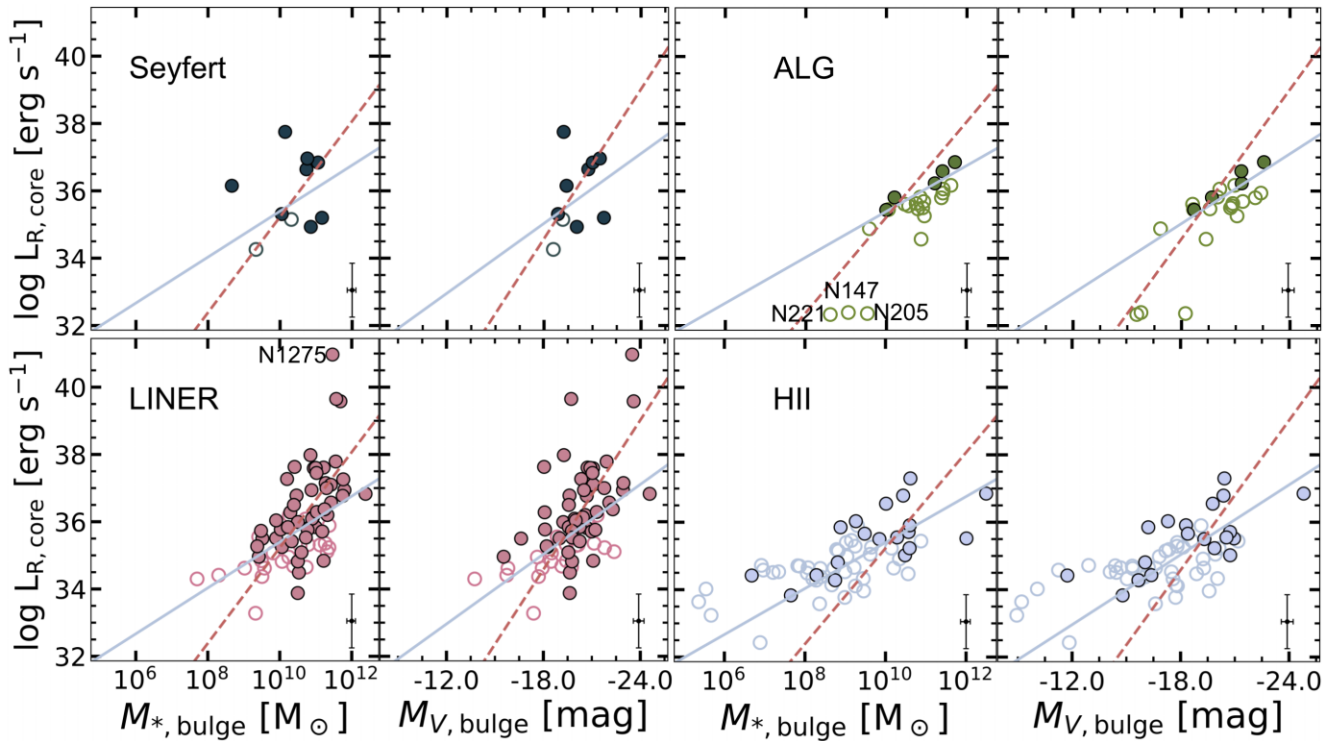 log L_R, core [erg s⁻¹]
40
38
36
34
32
Seyfert
ALG
N147
N221
N205
log L_R, core [erg s⁻¹]
40
38
36
34
32
N1275
LINER
HII
10⁶ 10⁸ 10¹⁰ 10¹² -12.0 -18.0 -24.0 10⁶ 10⁸ 10¹⁰ 10¹² -12.0 -18.0 -24.0
M_*, bulge [M_⊙] M_V, bulge [mag] M_*, bulge [M_⊙] M_V, bulge [mag]